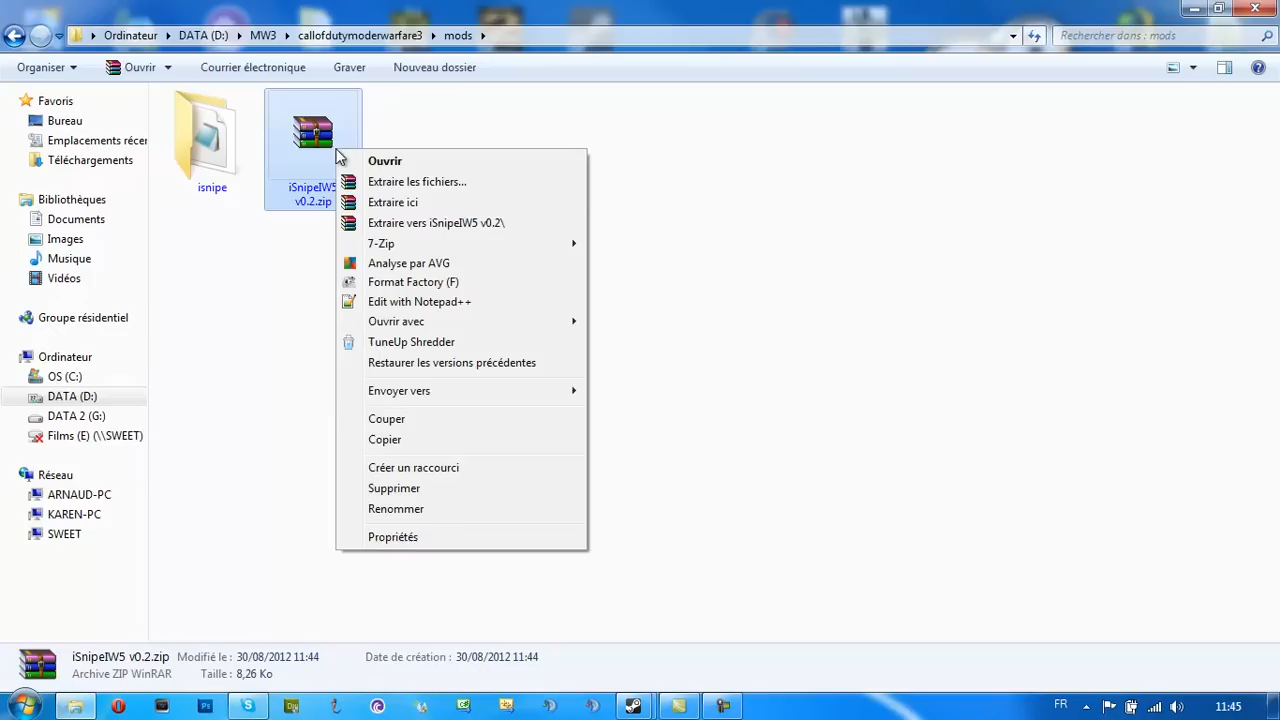 Ordinateur DATA (D:) MW3 callofdutymoderwarfare3 mods Rechercher dans : mods
Organiser Ouvrir Courrier électronique Graver Nouveau dossier
Favoris
Bureau
Emplacements récer
Téléchargements
Bibliothèques
Documents
Images
Musique
Vidéos
Groupe résidentiel
Ordinateur
OS (C:)
DATA (D:)
DATA 2 (G:)
Films (E) (\\SWEET)
Réseau
ARNAUD-PC
KAREN-PC
SWEET
isnipe
iSnipeIW5
v0.2.zip
Ouvrir
Extraire les fichiers...
Extraire ici
Extraire vers iSnipeIW5 v0.2\
7-Zip
Analyse par AVG
Format Factory (F)
Edit with Notepad++
Ouvrir avec
TuneUp Shredder
Restaurer les versions précédentes
Envoyer vers
Couper
Copier
Créer un raccourci
Supprimer
Renommer
Propriétés
iSnipeIW5 v0.2.zip Modifié le : 30/08/2012 11:44 Date de création : 30/08/2012 11:44
Archive ZIP WinRAR Taille : 8,26 Ko
FR 11:45